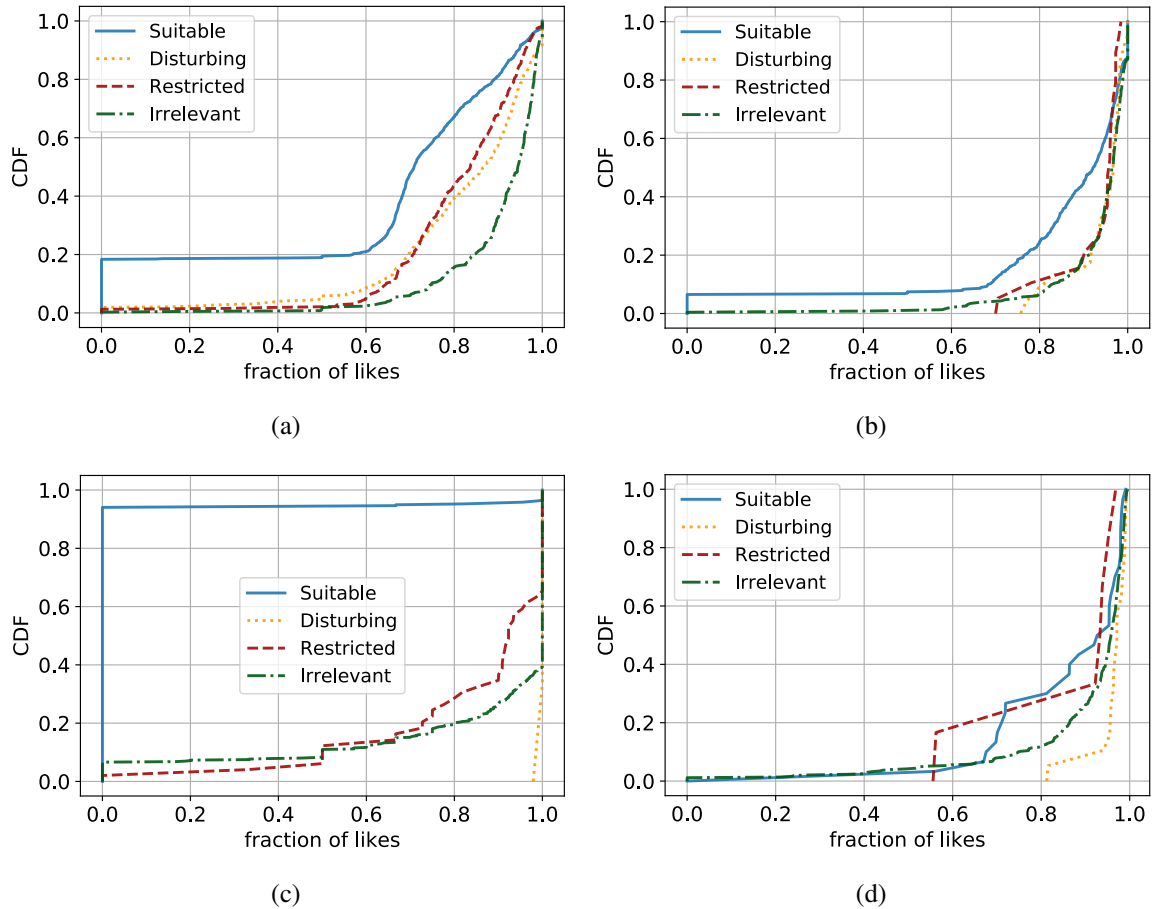 1.0
0.8
0.6
0.4
0.2
0.0
CDF
Suitable
Disturbing
Restricted
Irrelevant
0.0 0.2 0.4 0.6 0.8 1.0
fraction of likes
(a)
1.0
0.8
0.6
0.4
0.2
0.0
CDF
Suitable
Disturbing
Restricted
Irrelevant
0.0 0.2 0.4 0.6 0.8 1.0
fraction of likes
(b)
1.0
0.8
0.6
0.4
0.2
0.0
CDF
Suitable
Disturbing
Restricted
Irrelevant
0.0 0.2 0.4 0.6 0.8 1.0
fraction of likes
(c)
1.0
0.8
0.6
0.4
0.2
0.0
CDF
Suitable
Disturbing
Restricted
Irrelevant
0.0 0.2 0.4 0.6 0.8 1.0
fraction of likes
(d)